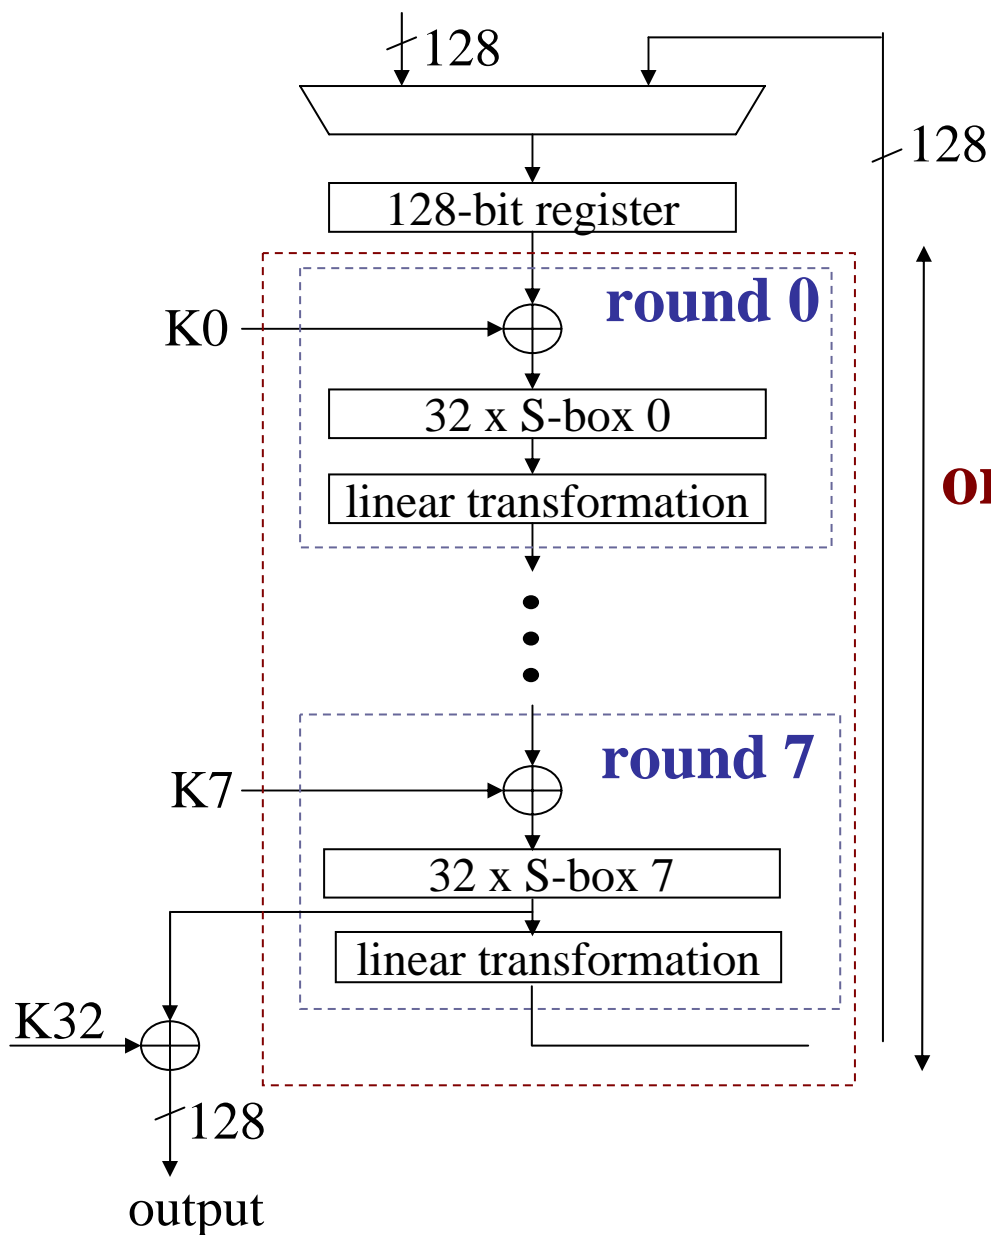 128
128
128-bit register
round 0
K0
32 x S-box 0
linear transformation
round 7
K7
32 x S-box 7
linear transformation
K32
128
output